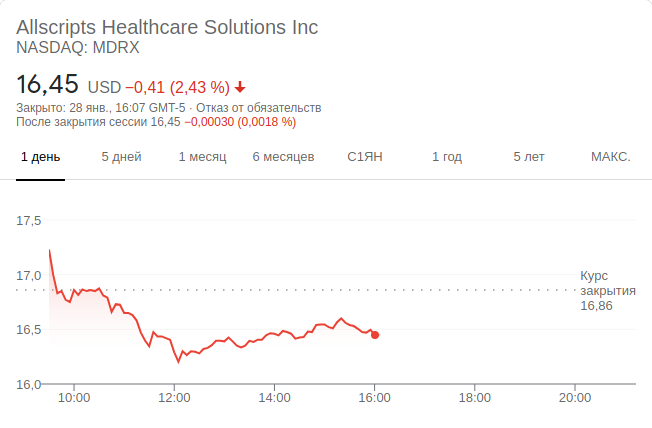 Allscripts Healthcare Solutions Inc
NASDAQ: MDRX
16,45 USD −0,41 (2,43 %)
Закрыто: 28 янв., 16:07 GMT-5 · Отказ от обязательств
После закрытия сессии 16,45 −0,00030 (0,0018 %)
1 день 5 дней 1 месяц 6 месяцев С1ЯН 1 год 5 лет МАКС.
17,5
17,0
16,5
16,0
Курс
закрытия
16,86
10:00 12:00 14:00 16:00 18:00 20:00